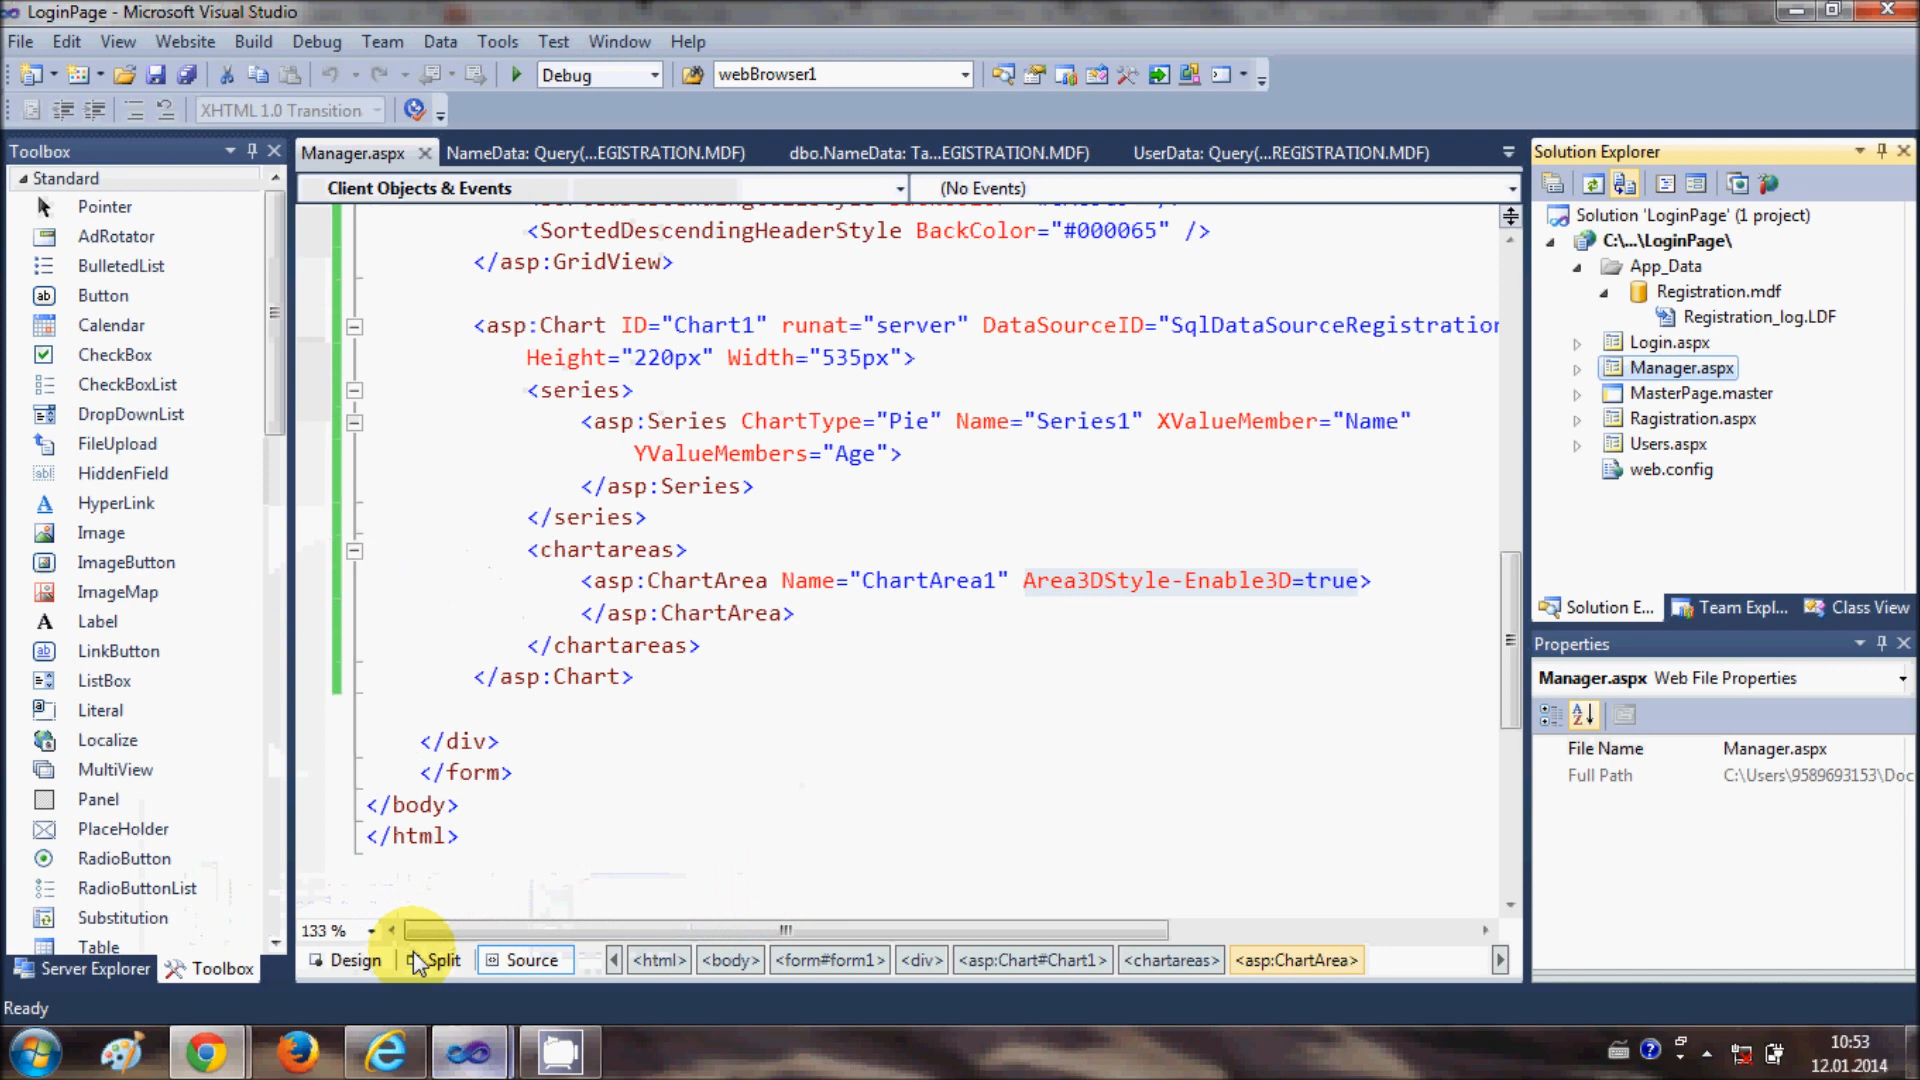 LoginPage - Microsoft Visual Studio
File Edit View Website Build Debug Team Data Tools Test Window Help
Debug webBrowser1
XHTML 1.0 Transition
Toolbox
Standard
Pointer
AdRotator
BulletedList
Button
Calendar
CheckBox
CheckBoxList
DropDownList
FileUpload
HiddenField
HyperLink
Image
ImageButton
ImageMap
Label
LinkButton
ListBox
Literal
Localize
MultiView
Panel
PlaceHolder
RadioButton
RadioButtonList
Substitution
Table
Server Explorer Toolbox
Manager.aspx NameData: Query(...EGISTRATION.MDF) dbo.NameData: Ta...EGISTRATION.MDF) UserData: Query(...REGISTRATION.MDF)
Client Objects & Events (No Events)
<SortedDescendingHeaderStyle BackColor="#000065" />
</asp:GridView>
<asp:Chart ID="Chart1" runat="server" DataSourceID="SqlDataSourceRegistration
Height="220px" Width="535px">
<series>
<asp:Series ChartType="Pie" Name="Series1" XValueMember="Name"
YValueMembers="Age">
</asp:Series>
</series>
<chartareas>
<asp:ChartArea Name="ChartArea1" Area3DStyle-Enable3D=true>
</asp:ChartArea>
</chartareas>
</asp:Chart>
</div>
</form>
</body>
</html>
133 %
Design Split Source <html> <body> <form#form1> <div> <asp:Chart#Chart1> <chartareas> <asp:ChartArea>
Solution Explorer
Solution 'LoginPage' (1 project)
C:\...\LoginPage\
App_Data
Registration.mdf
Registration_log.LDF
Login.aspx
Manager.aspx
MasterPage.master
Ragistration.aspx
Users.aspx
web.config
Solution E... Team Expl... Class View
Properties
Manager.aspx Web File Properties
File Name Manager.aspx
Full Path C:\Users\9589693153\Doc
Ready
10:53
12.01.2014